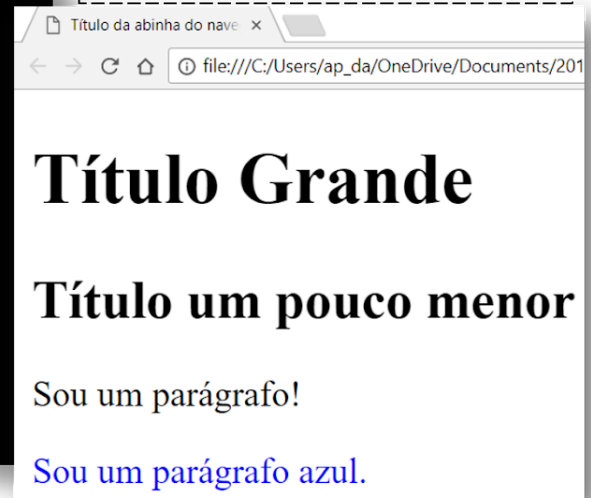 Título da abinha do nave
file:///C:/Users/ap_da/OneDrive/Documents/201
Título Grande
Título um pouco menor
Sou um parágrafo!
Sou um parágrafo azul.